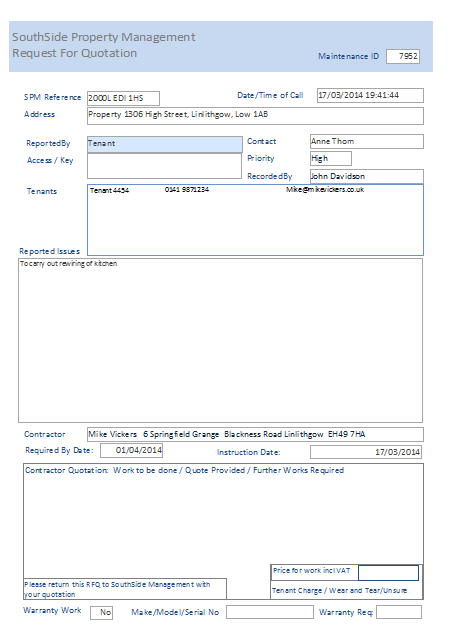 SouthSide Property Management
Request For Quotation
Maintenance ID 7952
SPM Reference 2000L EDI 1HS Date/Time of Call 17/03/2014 19:41:44
Address Property 1306 High Street, Linlithgow, Low 1AB
ReportedBy Tenant Contact Anne Thom
Access / Key Priority High
RecordedBy John Davidson
Tenants Tenant 4454 0141 9871234 Mike@mikevickers.co.uk
Reported Issues
To carry out rewiring of kitchen
Contractor Mike Vickers 6 Springfield Grange Blackness Road Linlithgow EH49 7HA
Required By Date: 01/04/2014 Instruction Date: 17/03/2014
Contractor Quotation: Work to be done / Quote Provided / Further Works Required
Price for work incl VAT
Please return this RFQ to SouthSide Management with
your quotation
Tenant Charge / Wear and Tear/Unsure
Warranty Work No Make/Model/Serial No Warranty Req